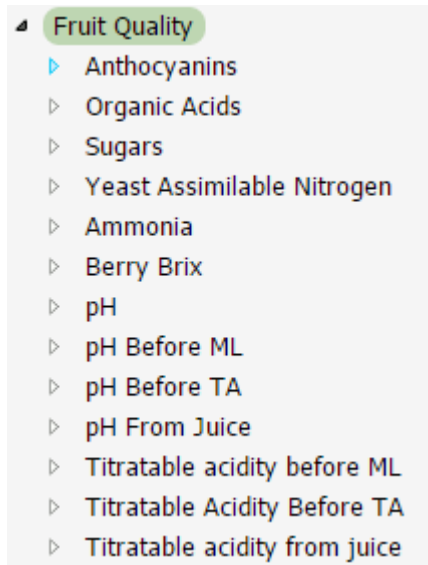 Fruit Quality
Anthocyanins
Organic Acids
Sugars
Yeast Assimilable Nitrogen
Ammonia
Berry Brix
pH
pH Before ML
pH Before TA
pH From Juice
Titratable acidity before ML
Titratable Acidity Before TA
Titratable acidity from juice